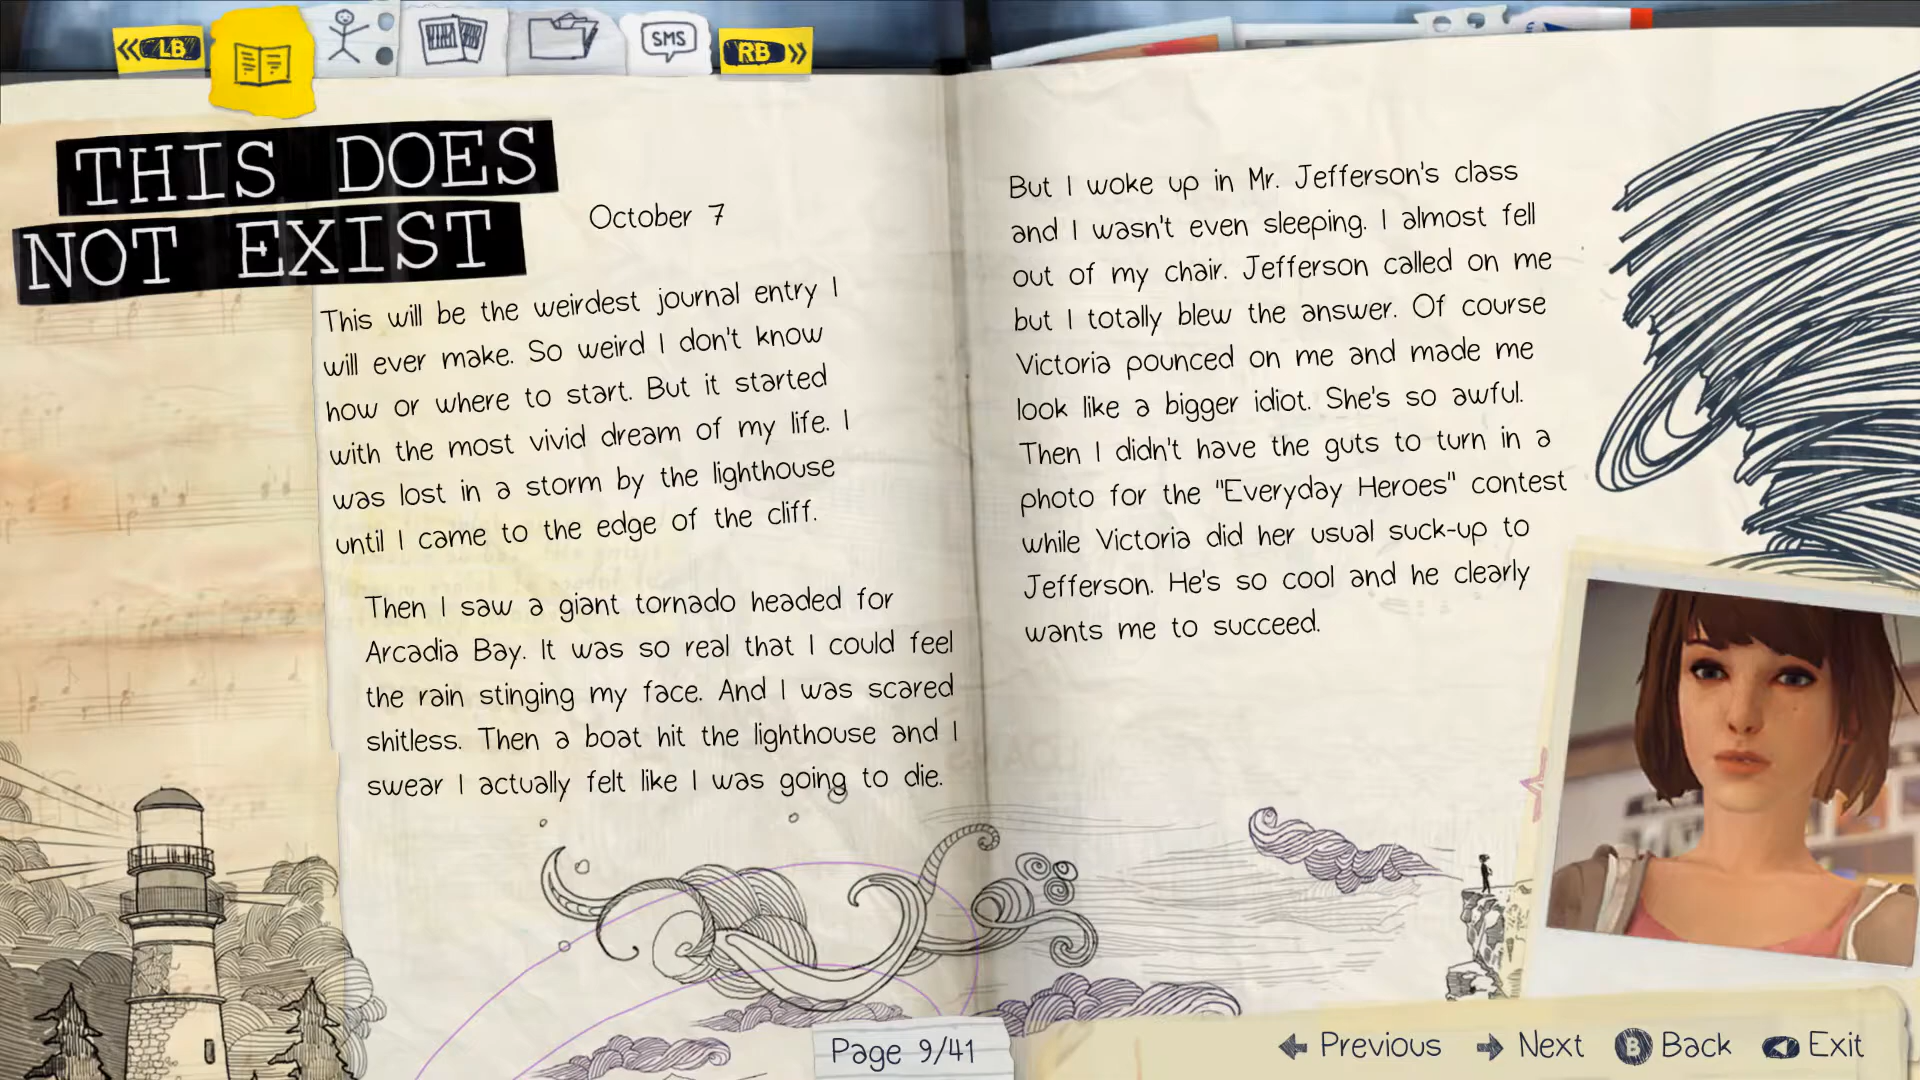 LB
SMS
RB
THIS DOES
NOT EXIST
October 7
This will be the weirdest journal entry I
will ever make. So weird I don't know
how or where to start. But it started
with the most vivid dream of my life. I
was lost in a storm by the lighthouse
until I came to the edge of the cliff.
Then I saw a giant tornado headed for
Arcadia Bay. It was so real that I could feel
the rain stinging my face. And I was scared
shitless. Then a boat hit the lighthouse and I
swear I actually felt like I was going to die.
But I woke up in Mr. Jefferson's class
and I wasn't even sleeping. I almost fell
out of my chair. Jefferson called on me
but I totally blew the answer. Of course
Victoria pounced on me and made me
look like a bigger idiot. She's so awful.
Then I didn't have the guts to turn in a
photo for the "Everyday Heroes" contest
while Victoria did her usual suck-up to
Jefferson. He's so cool and he clearly
wants me to succeed.
Page 9/41
Previous
Next
B Back
Exit